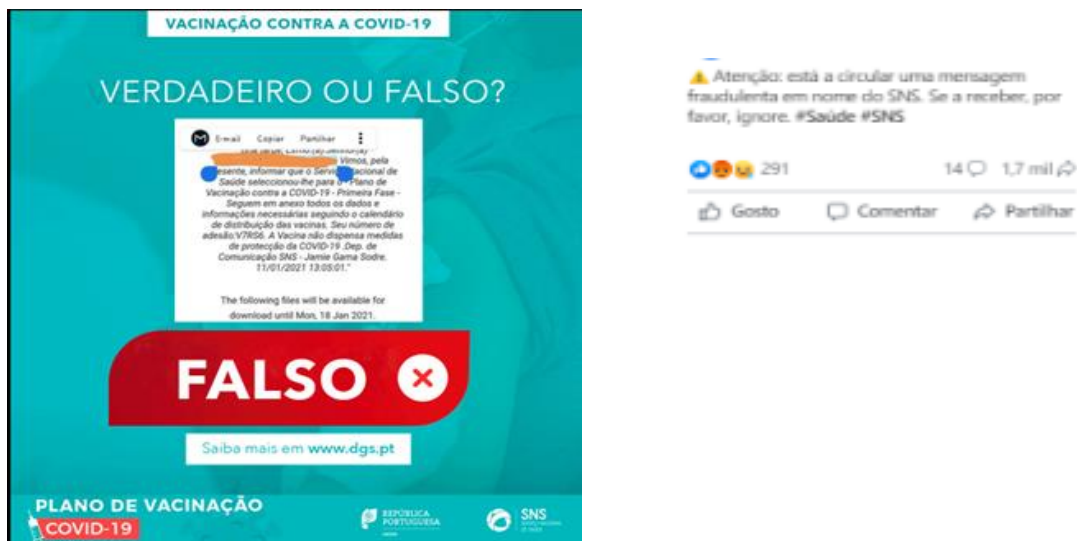 VACINAÇÃO CONTRA A COVID-19
VERDADEIRO OU FALSO?
E-mail Copiar Partilhar
Vimos, pela
presente, informar que o Serviço Nacional de
Saúde seleccionou-lhe para o - Plano de
Vacinação contra a COVID-19 - Primeira Fase -
Seguem em anexo todos os dados e
informações necessárias seguindo o calendário
de distribuição das vacinas. Seu número de
adesão:V7RS6. A Vacina não dispensa medidas
de protecção da COVID-19 .Dep. de
Comunicação SNS - Jamie Gama Sodre.
11/01/2021 13:05:01."
The following files will be available for
download until Mon, 18 Jan 2021.
FALSO
Saiba mais em www.dgs.pt
PLANO DE VACINAÇÃO
COVID-19
REPÚBLICA
PORTUGUESA
SNS
Atenção: está a circular uma mensagem
fraudulenta em nome do SNS. Se a receber, por
favor, ignore. #Saúde #SNS
291 14 1,7 mil
Gosto Comentar Partilhar